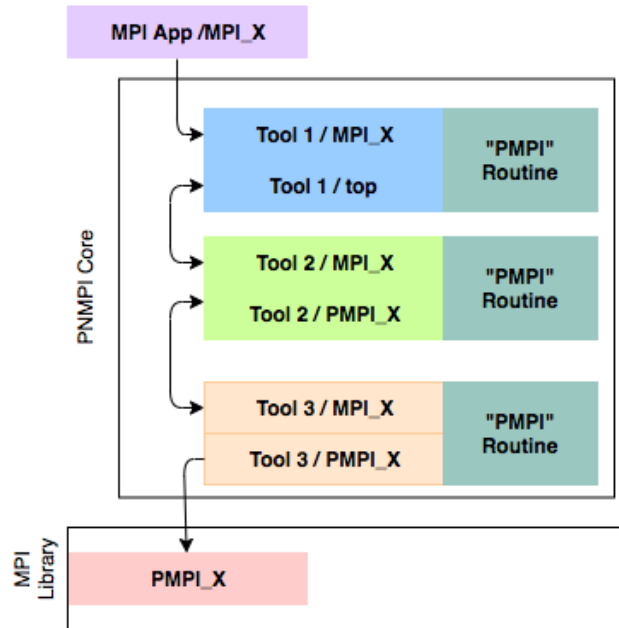 MPI App /MPI_X
PNMPI Core
Tool 1 / MPI_X
Tool 1 / top
"PMPI"
Routine
Tool 2 / MPI_X
Tool 2 / PMPI_X
"PMPI"
Routine
Tool 3 / MPI_X
Tool 3 / PMPI_X
"PMPI"
Routine
MPI
Library
PMPI_X